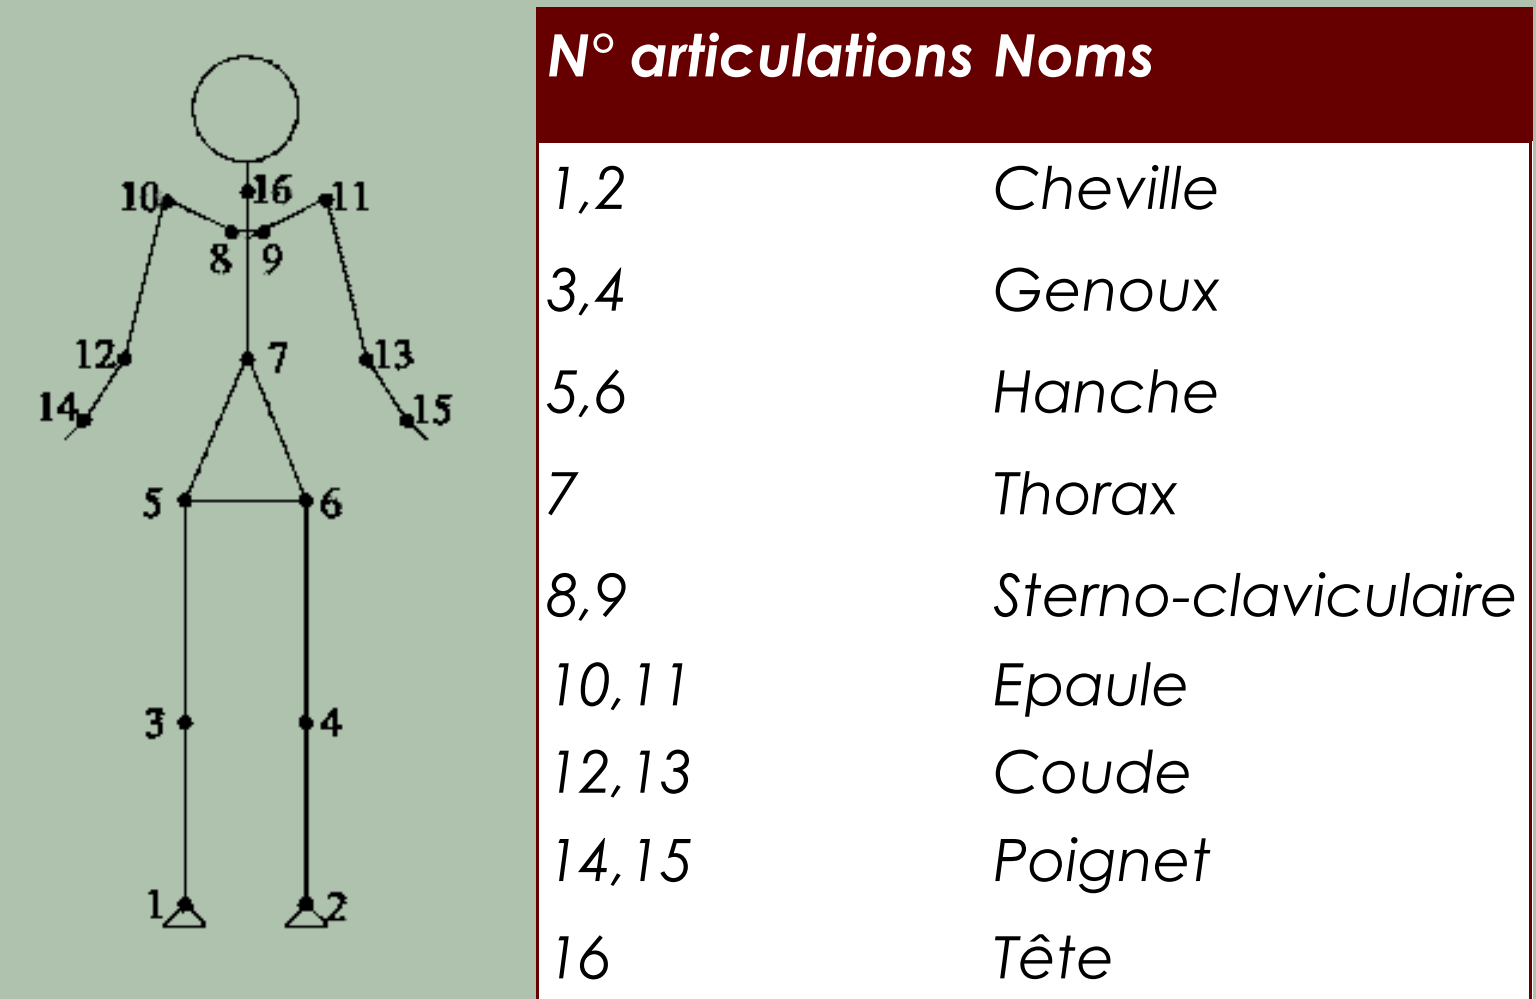 10
16
11
8
9
12
7
13
14
15
5
6
3
4
1
2
N° articulations Noms
1,2 Cheville
3,4 Genoux
5,6 Hanche
7 Thorax
8,9 Sterno-claviculaire
10,11 Epaule
12,13 Coude
14,15 Poignet
16 Tête